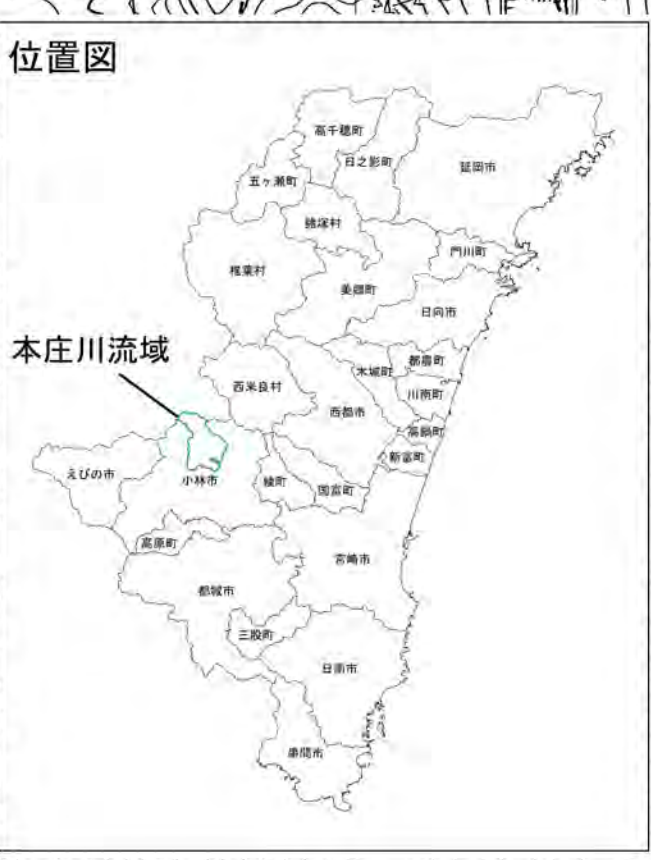 位置図
高千穂町
日之影町
延岡市
五ヶ瀬町
諸塚村
門川町
椎葉村
美郷町
日向市
本庄川流域
都農町
木城町
西米良村
川南町
西都市
高鍋町
新富町
えびの市
小林市
綾町
国富町
高原町
宮崎市
都城市
三股町
日南市
串間市